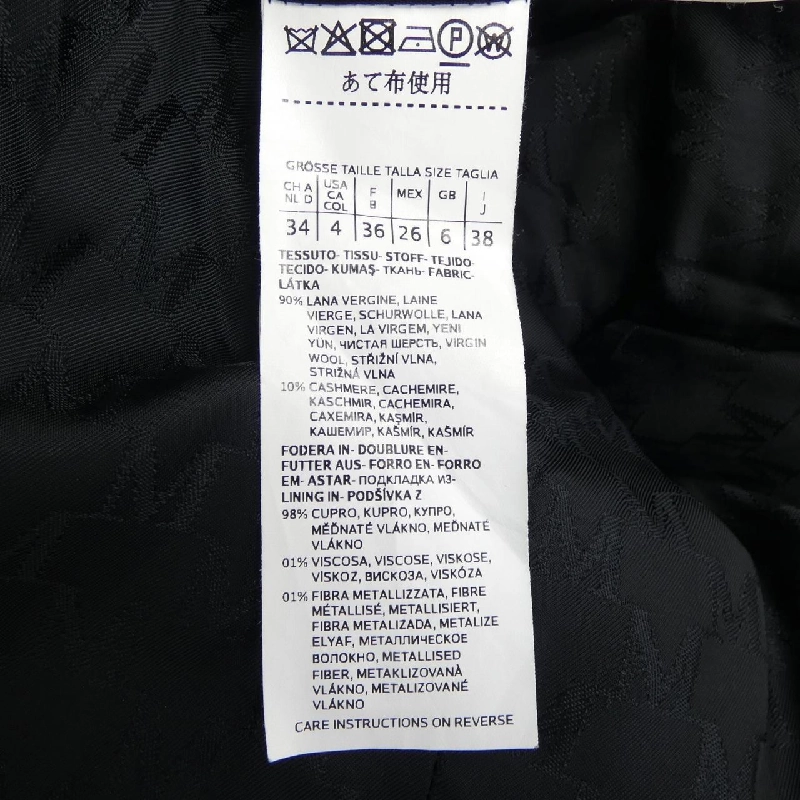 あて布使用
GRÖSSE TAILLE TALLA SIZE TAGLIA
CH A NL D | USA CA COL | F B | MEX | GB | I J
34 | 4 | 36 | 26 | 6 | 38
TESSUTO- TISSU- STOFF- TEJIDO-
TECIDO- KUMAŞ- ТКАНЬ- FABRIC-
LÁTKA
90% LANA VERGINE, LAINE
VIERGE, SCHURWOLLE, LANA
VIRGEN, LA VIRGEM, YENI
YÜN, ЧИСТАЯ ШЕРСТЬ, VIRGIN
WOOL, STŘIŽNÍ VLNA,
STRIŽNÁ VLNA
10% CASHMERE, CACHEMIRE,
KASCHMIR, CACHEMIRA,
CAXEMIRA, KAŞMİR,
КАШЕМИР, KAŠMÍR, KAŠMÍR
FODERA IN- DOUBLURE EN-
FUTTER AUS- FORRO EN- FORRO
EM- ASTAR- ПОДКЛАДКА ИЗ-
LINING IN- PODŠÍVKA Z
98% CUPRO, KUPRO, КУПРО,
MĚĎNATÉ VLÁKNO, MEĎNATÉ
VLÁKNO
01% VISCOSA, VISCOSE, VISKOSE,
VİSKOZ, ВИСКОЗА, VISKÓZA
01% FIBRA METALLIZZATA, FIBRE
MÉTALLISÉ, METALLISIERT,
FIBRA METALIZADA, METALIZE
ELYAF, МЕТАЛЛИЧЕСКОЕ
ВОЛОКНО, METALLISED
FIBER, METAKLIZOVANÁ
VLÁKNO, METALIZOVANÉ
VLÁKNO
CARE INSTRUCTIONS ON REVERSE